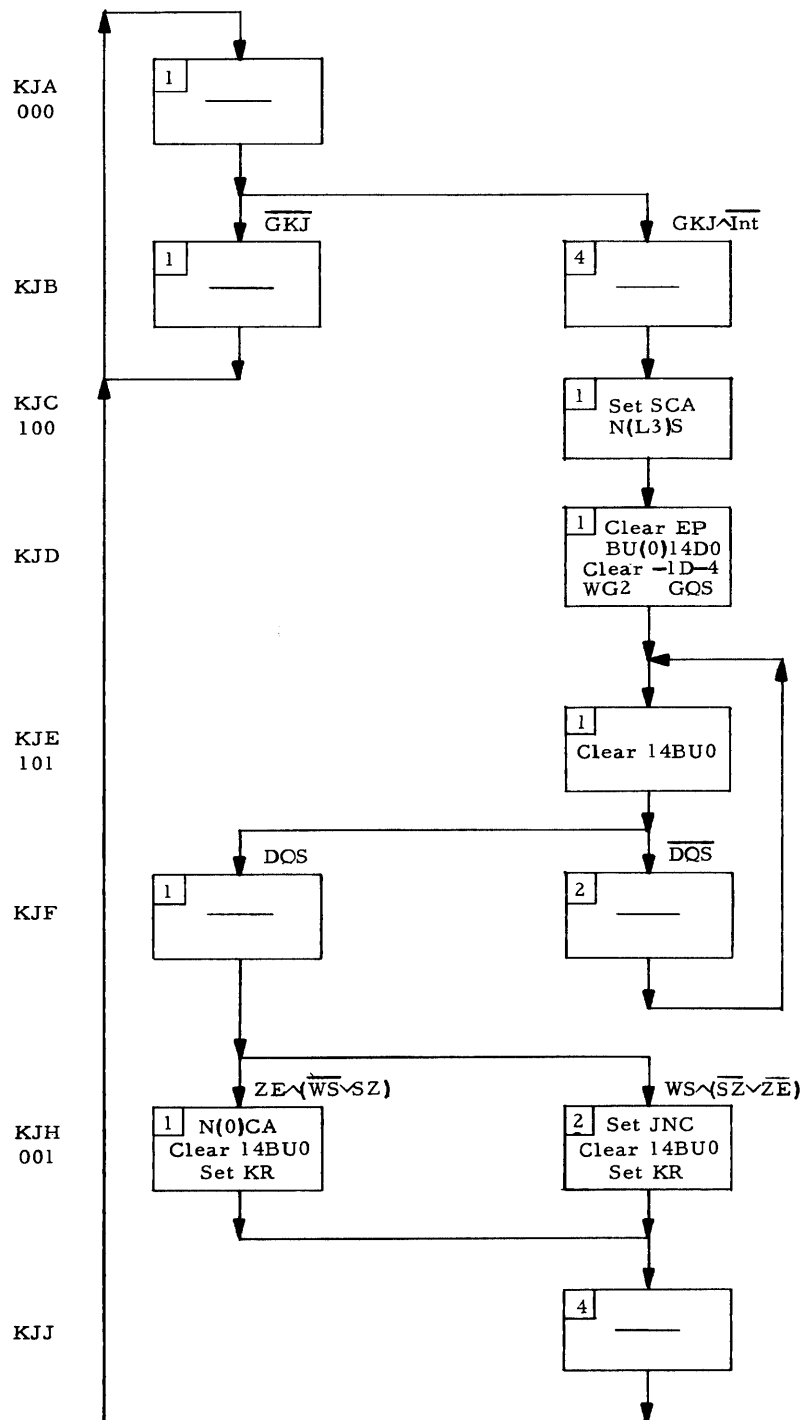 KJA
000
1
GKJ
GKJ∧Int
KJB
1
4
KJC
100
1 Set SCA
N(L3)S
KJD
1 Clear EP
BU(0)14D0
Clear -1D-4
WG2 GQS
KJE
101
1
Clear 14BU0
DQS
DQS
KJF
1
2
ZE∧(WS∨SZ)
WS∧(SZ∨ZE)
KJH
001
1 N(0)CA
Clear 14BU0
Set KR
2 Set JNC
Clear 14BU0
Set KR
KJJ
4